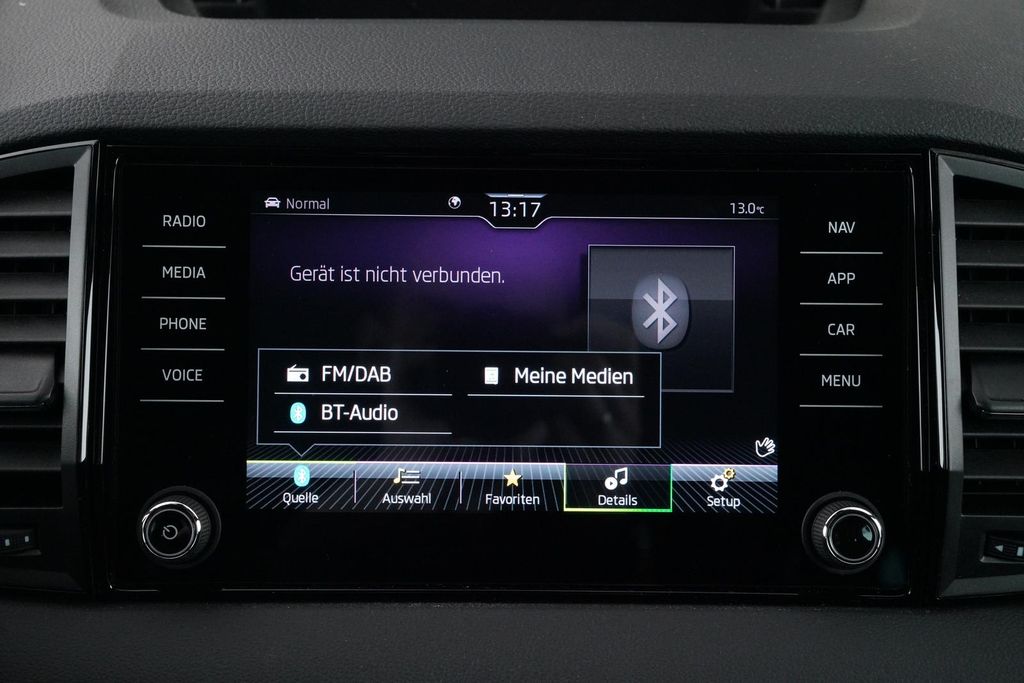 Normal
13:17
13.0°C
RADIO
MEDIA
PHONE
VOICE
Gerät ist nicht verbunden.
FM/DAB
Meine Medien
BT-Audio
Quelle
Auswahl
Favoriten
Details
Setup
NAV
APP
CAR
MENU